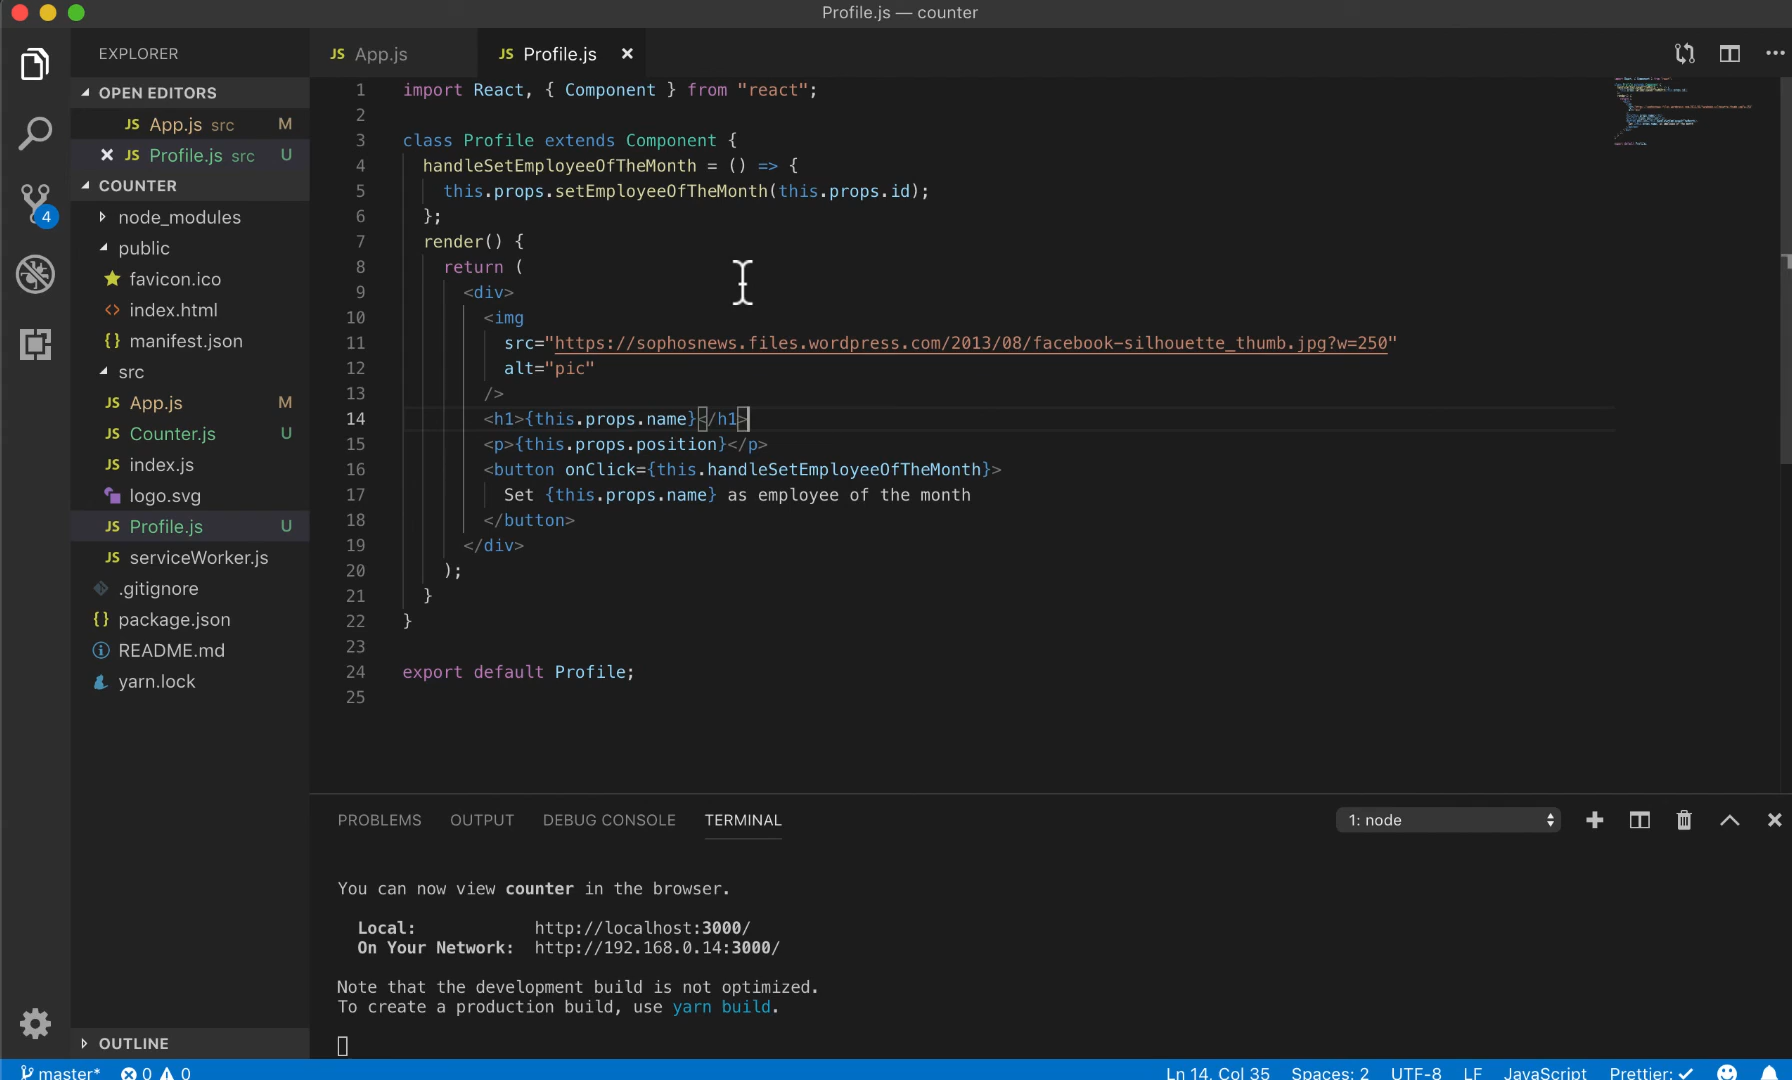 Profile.js — counter
EXPLORER
JS App.js
JS Profile.js
OPEN EDITORS
JS App.js src M
JS Profile.js src U
COUNTER
node_modules
public
favicon.ico
<> index.html
{} manifest.json
src
JS App.js M
JS Counter.js U
JS index.js
logo.svg
JS Profile.js U
JS serviceWorker.js
.gitignore
{} package.json
README.md
yarn.lock
OUTLINE
4
1 import React, { Component } from "react";
2
3 class Profile extends Component {
4 handleSetEmployeeOfTheMonth = () => {
5 this.props.setEmployeeOfTheMonth(this.props.id);
6 };
7 render() {
8 return (
9 <div>
10 <img
11 src="https://sophosnews.files.wordpress.com/2013/08/facebook-silhouette_thumb.jpg?w=250"
12 alt="pic"
13 />
14 <h1>{this.props.name}</h1>
15 <p>{this.props.position}</p>
16 <button onClick={this.handleSetEmployeeOfTheMonth}>
17 Set {this.props.name} as employee of the month
18 </button>
19 </div>
20 );
21 }
22 }
23
24 export default Profile;
25
PROBLEMS OUTPUT DEBUG CONSOLE TERMINAL
1: node
You can now view counter in the browser.
Local: http://localhost:3000/
On Your Network: http://192.168.0.14:3000/
Note that the development build is not optimized.
To create a production build, use yarn build.
master* 0 0 Ln 14, Col 35 Spaces: 2 UTF-8 LF JavaScript Prettier: ✓